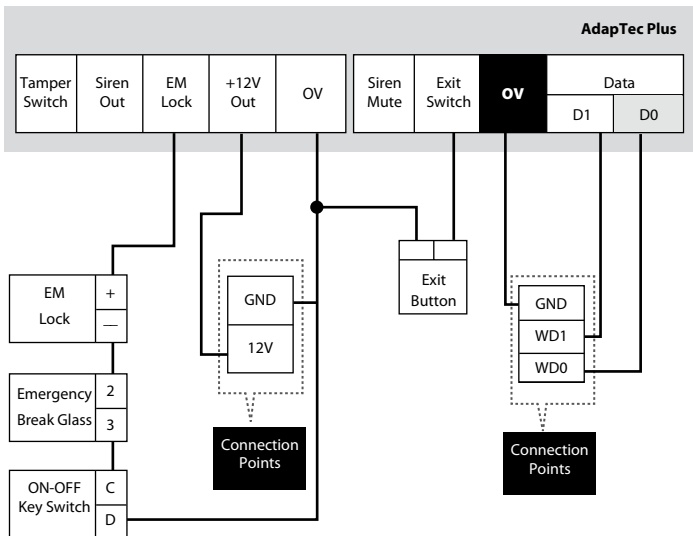 AdapTec Plus
Tamper
Switch
Siren
Out
EM
Lock
+12V
Out
OV
Siren
Mute
Exit
Switch
OV
Data
D1
D0
EM
Lock
+
—
Emergency
Break Glass
2
3
ON-OFF
Key Switch
C
D
GND
12V
Connection
Points
Exit
Button
GND
WD1
WD0
Connection
Points